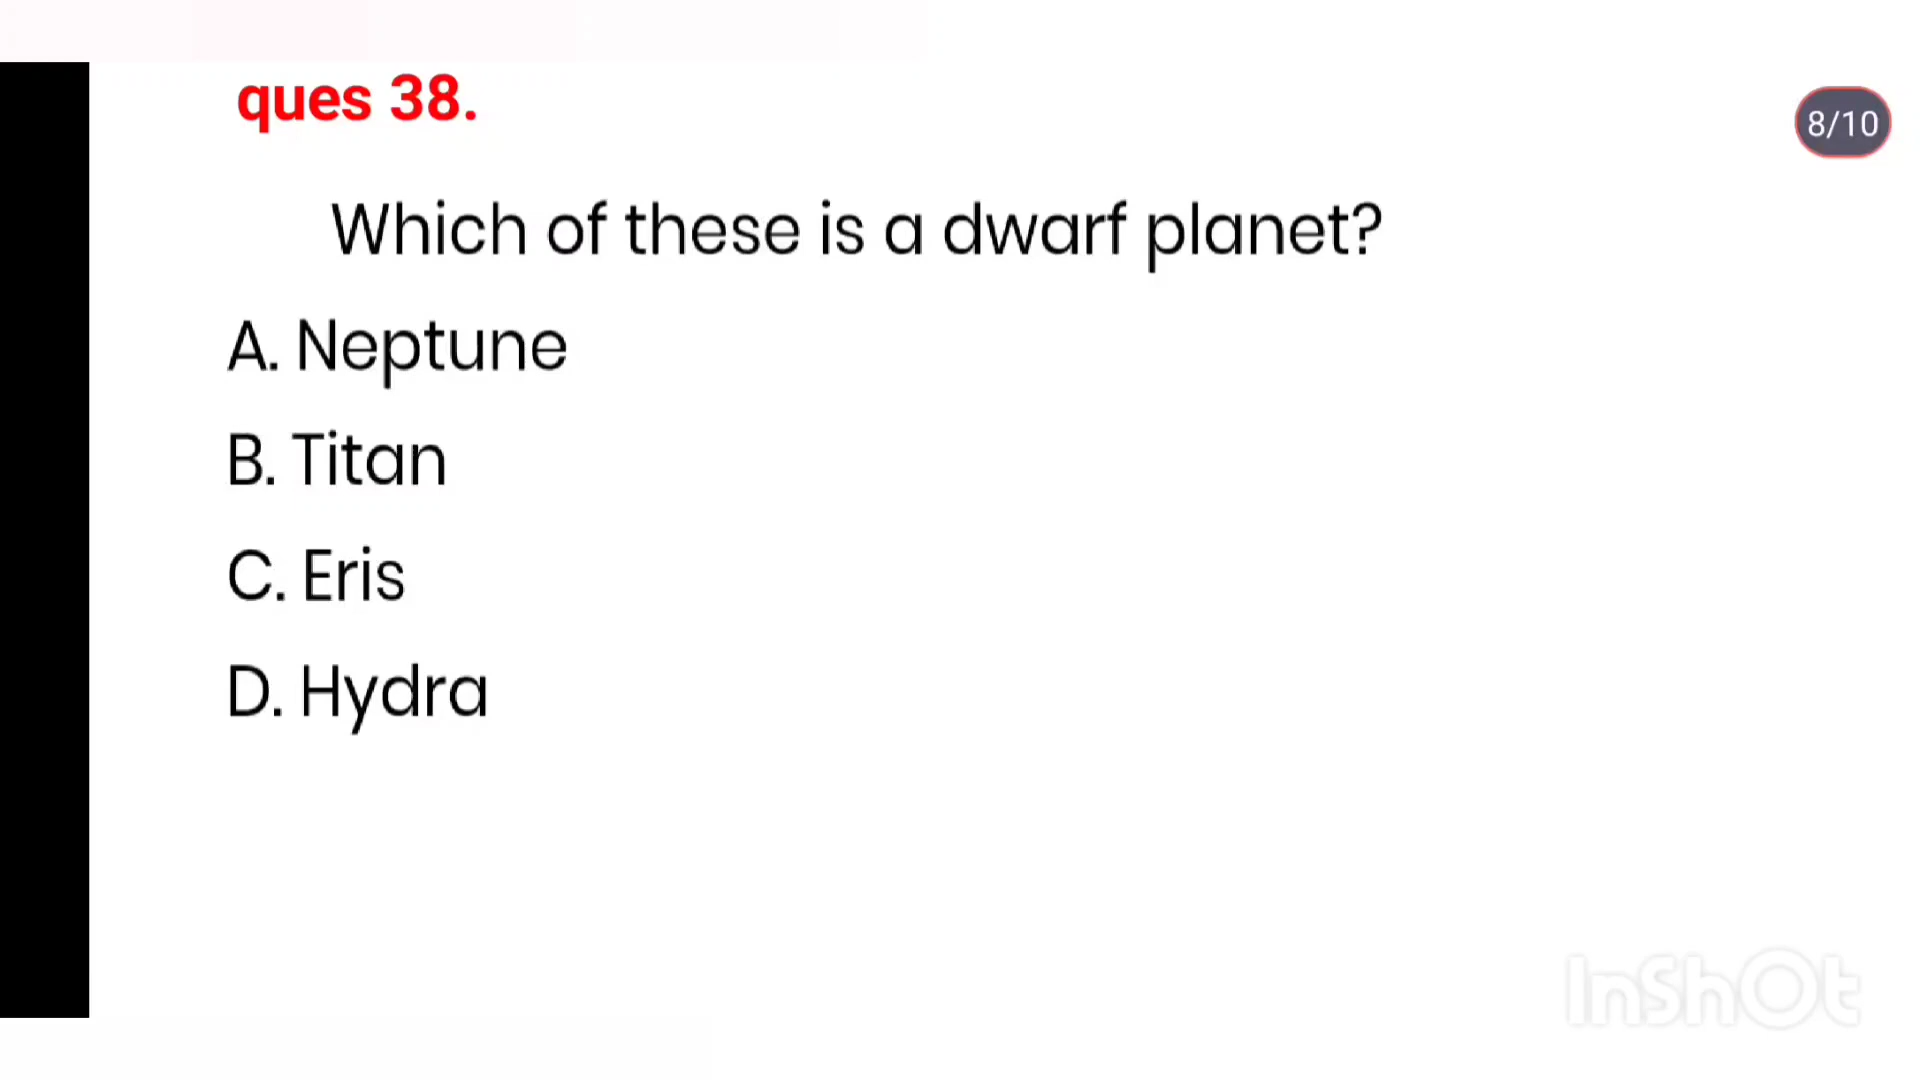 ques 38.
8/10
Which of these is a dwarf planet?
A. Neptune
B. Titan
C. Eris
D. Hydra
InShOt